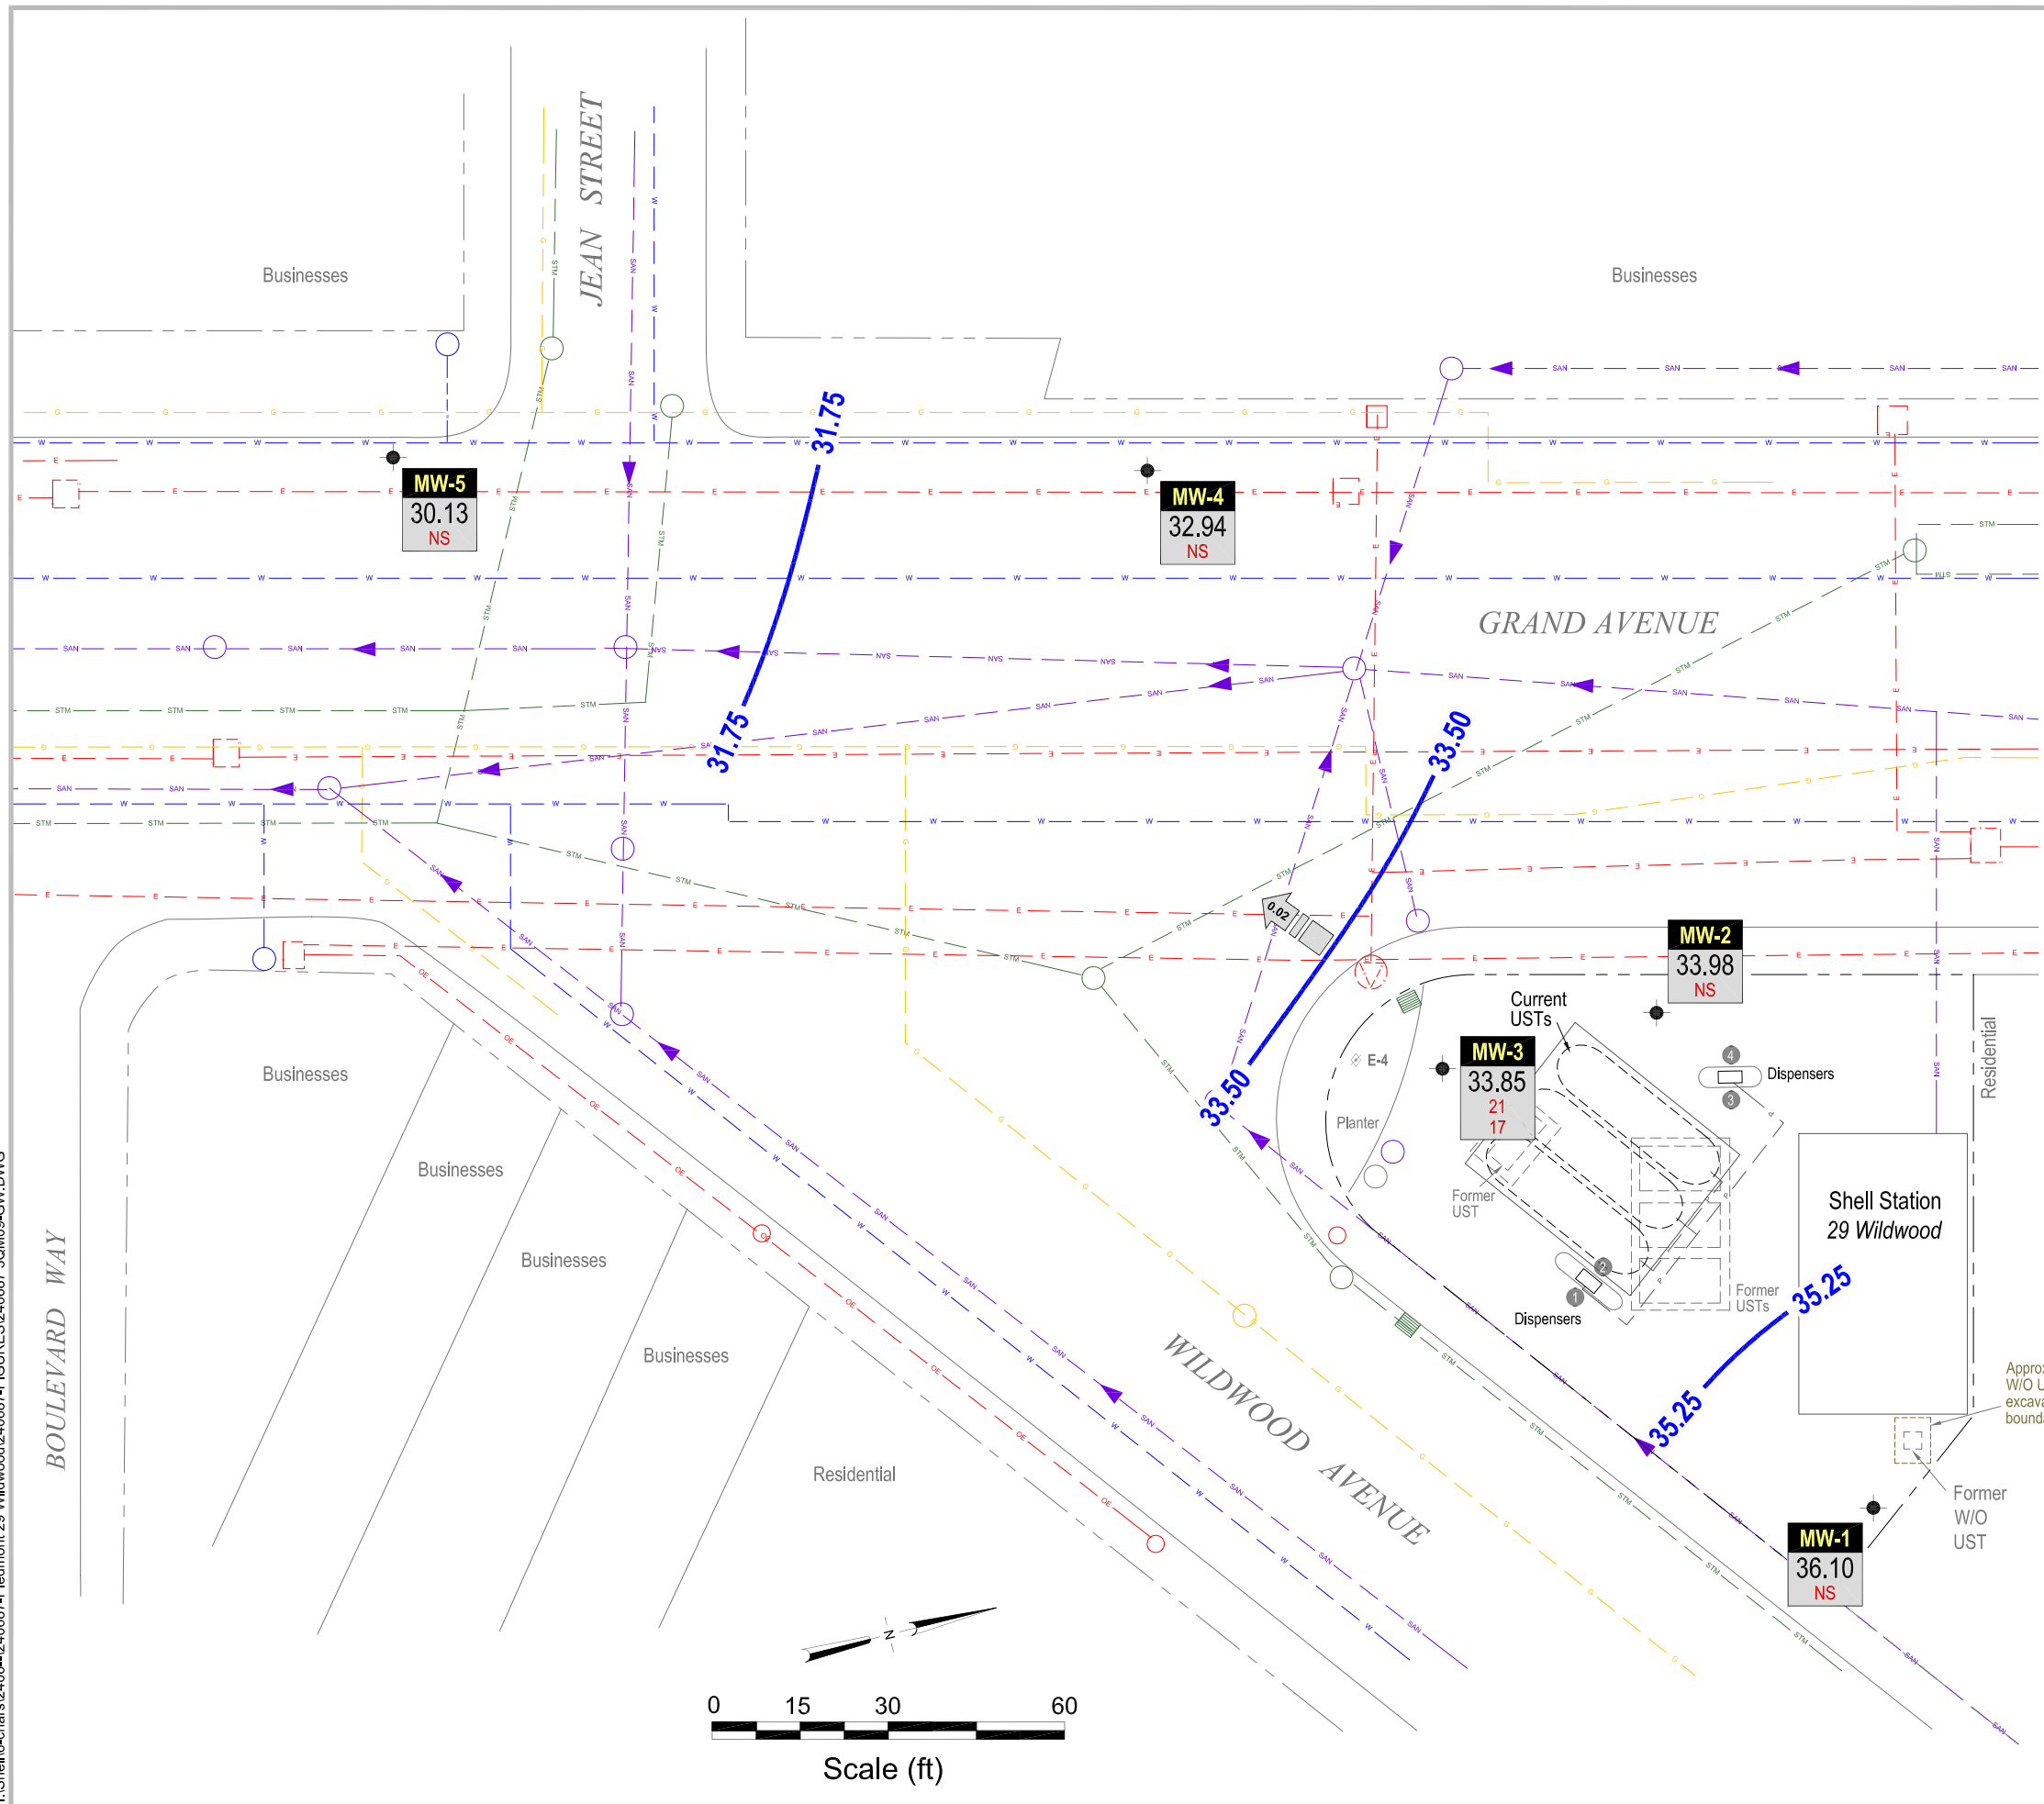 JEAN STREET
Businesses
Businesses
31.75
MW-5
30.13
NS
MW-4
32.94
NS
GRAND AVENUE
31.75
33.50
0.02
MW-2
33.98
NS
Current
USTs
MW-3
33.85
21
17
E-4
4
Dispensers
3
Residential
33.50
Planter
Businesses
Businesses
Businesses
Businesses
Residential
Former
UST
Shell Station
29 Wildwood
2
1
Former
USTs
Dispensers
35.25
35.25
BOULEVARD WAY
WILDWOOD AVENUE
W/O
Former
W/O
UST
MW-1
36.10
NS
N
0 15 30 60
Scale (ft)